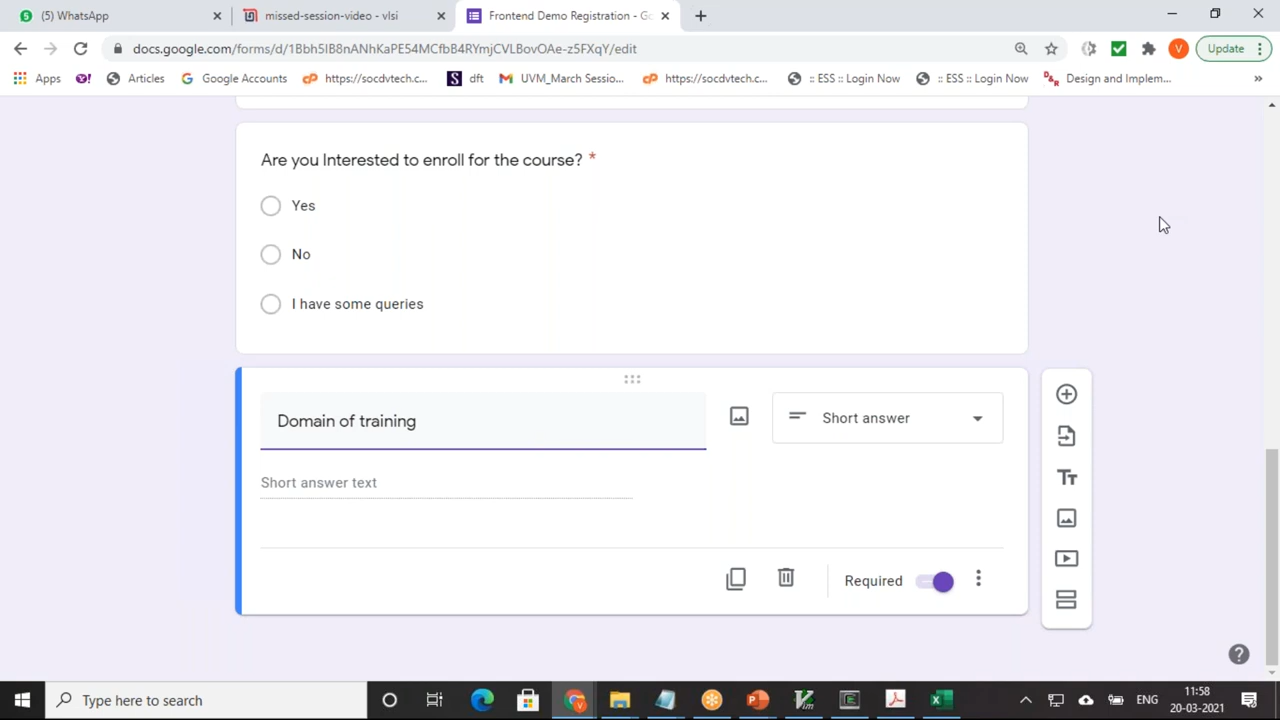 (5) WhatsApp
missed-session-video - vlsi
Frontend Demo Registration - Go
docs.google.com/forms/d/1Bbh5IB8nANhKaPE54MCfbB4RYmjCVLBovOAe-z5FXqY/edit
V
Update
Apps
Articles
Google Accounts
https://socdvtech.c...
dft
UVM_March Sessio...
https://socdvtech.c...
:: ESS :: Login Now
:: ESS :: Login Now
Design and Implem...
Are you Interested to enroll for the course? *
Yes
No
I have some queries
Domain of training
Short answer
Short answer text
Required
Type here to search
ENG
11:58
20-03-2021